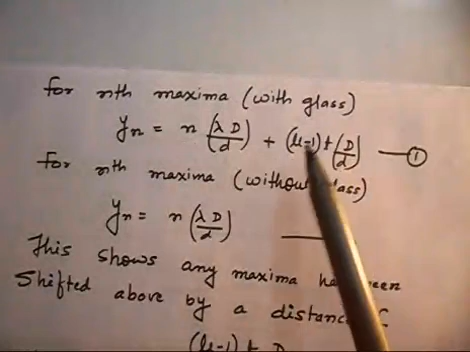 for nth maxima (with glass)
yn = n (λD/d) + (μ-1)t (D/d) — ①
for nth maxima (without glass)
yn = n (λD/d) —
This shows any maxima has been
Shifted above by a distance
(μ-1)t D